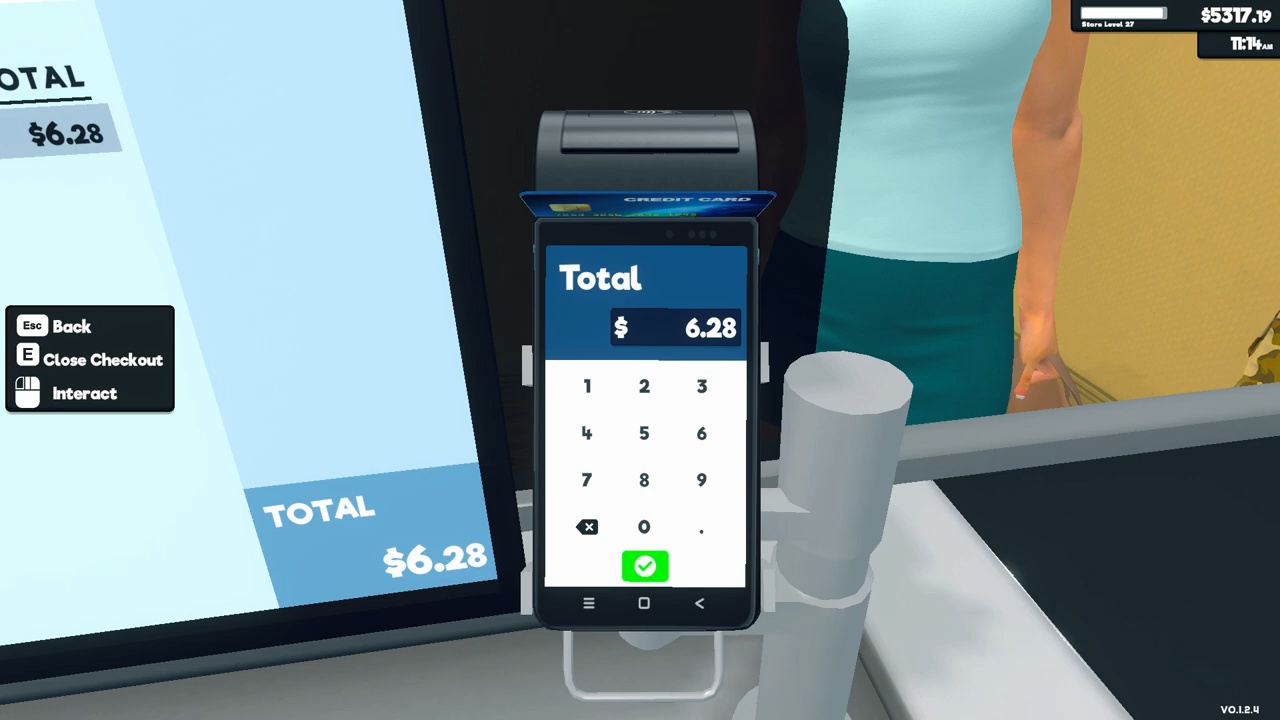 $5317.19
Store Level 27
11:14AM
OTAL
$6.28
CREDIT CARD
Total
$ 6.28
Esc Back
E Close Checkout
Interact
1 2 3
4 5 6
7 8 9
0 .
TOTAL
$6.28
V0.1.2.4